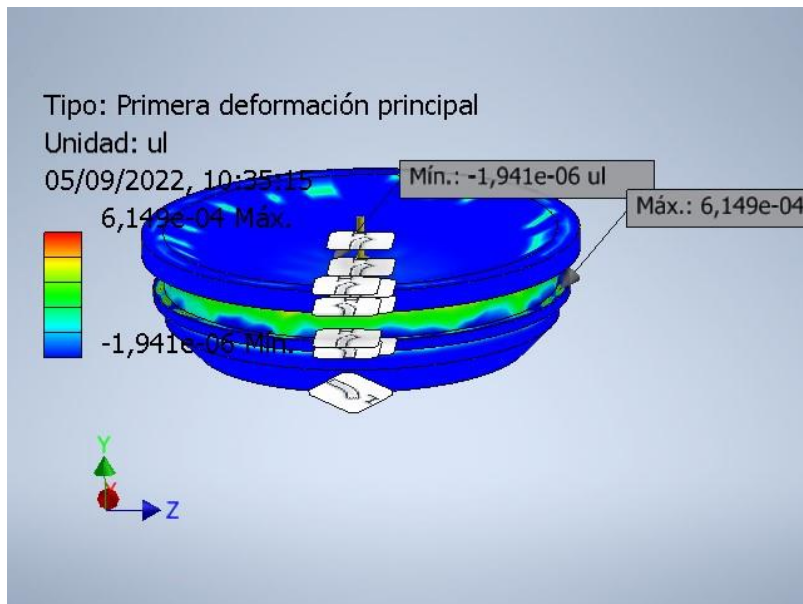 Tipo: Primera deformación principal
Unidad: ul
05/09/2022, 10:35:15
6,149e-04 Máx.
-1,941e-06 Mín.
Mín.: -1,941e-06 ul
Máx.: 6,149e-04
Y
Z